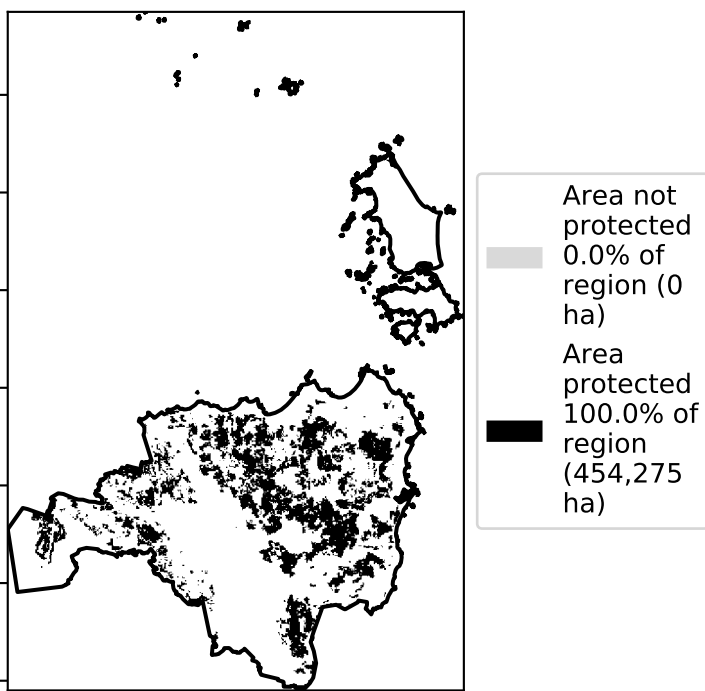 Area not
protected
0.0% of
region (0
ha)
Area
protected
100.0% of
region
(454,275
ha)